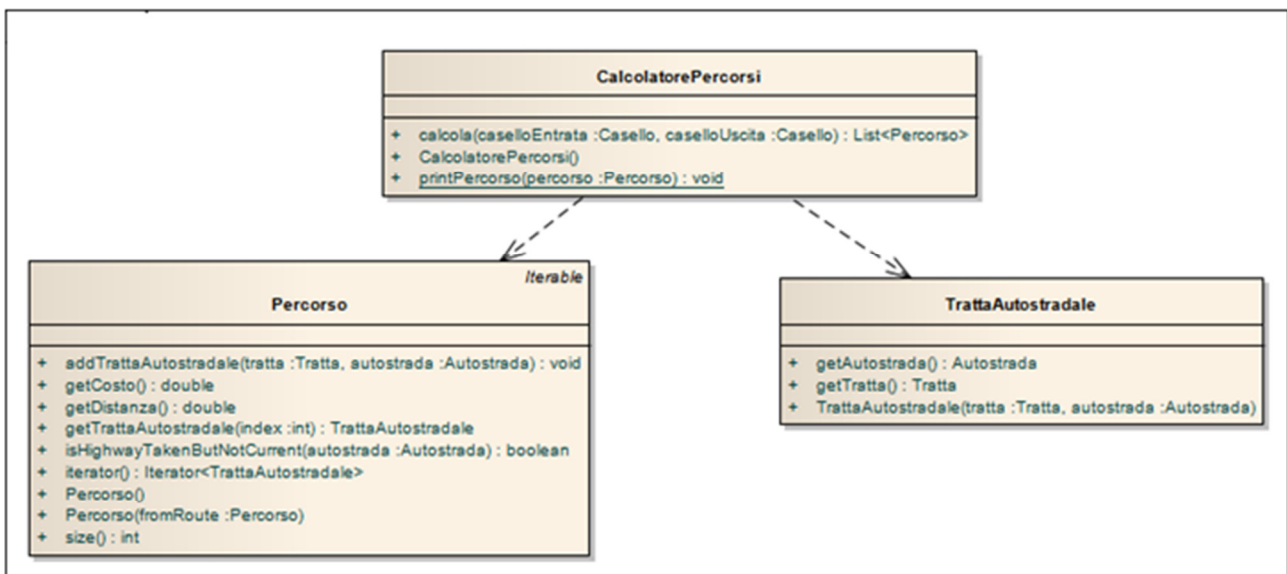 CalcolatorePercorsi
+ calcola(caselloEntrata :Casello, caselloUscita :Casello) : List<Percorso>
+ CalcolatorePercorsi()
+ printPercorso(percorso :Percorso) : void
Iterable
Percorso
+ addTrattaAutostradale(tratta :Tratta, autostrada :Autostrada) : void
+ getCosto() : double
+ getDistanza() : double
+ getTrattaAutostradale(index :int) : TrattaAutostradale
+ isHighwayTakenButNotCurrent(autostrada :Autostrada) : boolean
+ iterator() : Iterator<TrattaAutostradale>
+ Percorso()
+ Percorso(fromRoute :Percorso)
+ size() : int
TrattaAutostradale
+ getAutostrada() : Autostrada
+ getTratta() : Tratta
+ TrattaAutostradale(tratta :Tratta, autostrada :Autostrada)